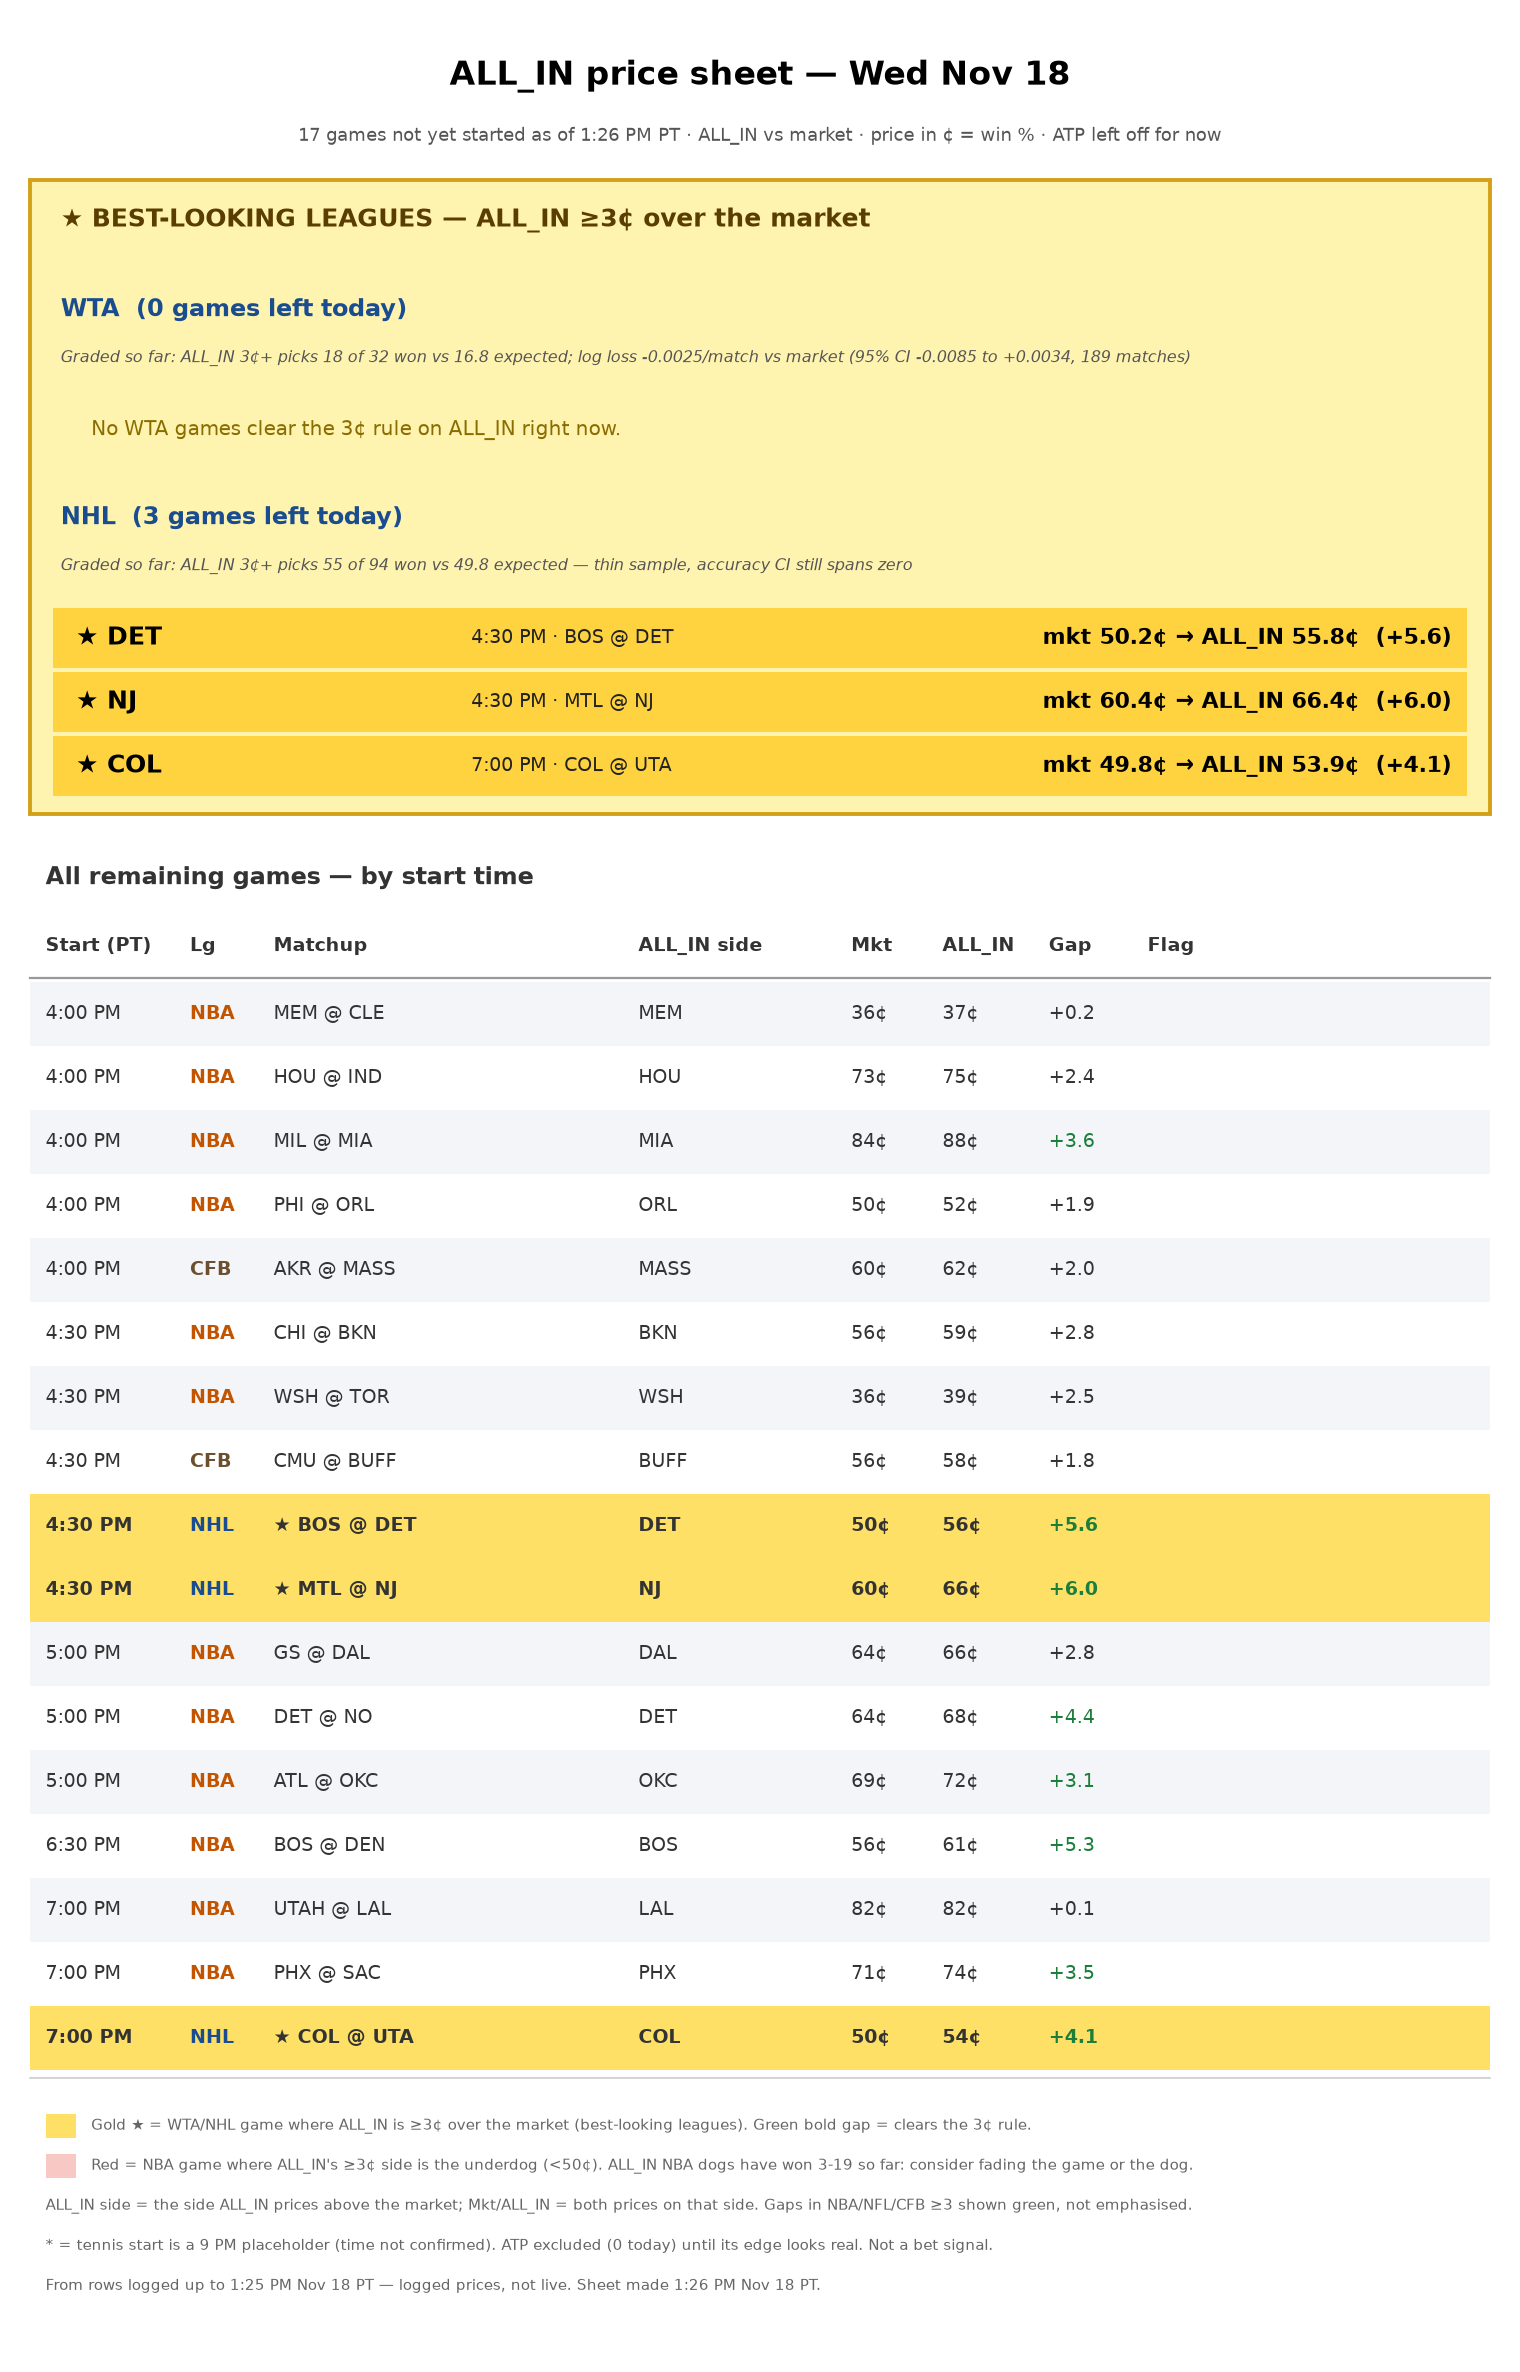 ALL_IN price sheet — Wed Nov 18
17 games not yet started as of 1:26 PM PT · ALL_IN vs market · price in ¢ = win % · ATP left off for now
★ BEST-LOOKING LEAGUES — ALL_IN ≥3¢ over the market
WTA (0 games left today)
Graded so far: ALL_IN 3¢+ picks 18 of 32 won vs 16.8 expected; log loss -0.0025/match vs market (95% CI -0.0085 to +0.0034, 189 matches)
No WTA games clear the 3¢ rule on ALL_IN right now.
NHL (3 games left today)
Graded so far: ALL_IN 3¢+ picks 55 of 94 won vs 49.8 expected — thin sample, accuracy CI still spans zero
★ DET 4:30 PM · BOS @ DET mkt 50.2¢ → ALL_IN 55.8¢ (+5.6)
★ NJ 4:30 PM · MTL @ NJ mkt 60.4¢ → ALL_IN 66.4¢ (+6.0)
★ COL 7:00 PM · COL @ UTA mkt 49.8¢ → ALL_IN 53.9¢ (+4.1)
All remaining games — by start time
Start (PT) Lg Matchup ALL_IN side Mkt ALL_IN Gap Flag
4:00 PM NBA MEM @ CLE MEM 36¢ 37¢ +0.2
4:00 PM NBA HOU @ IND HOU 73¢ 75¢ +2.4
4:00 PM NBA MIL @ MIA MIA 84¢ 88¢ +3.6
4:00 PM NBA PHI @ ORL ORL 50¢ 52¢ +1.9
4:00 PM CFB AKR @ MASS MASS 60¢ 62¢ +2.0
4:30 PM NBA CHI @ BKN BKN 56¢ 59¢ +2.8
4:30 PM NBA WSH @ TOR WSH 36¢ 39¢ +2.5
4:30 PM CFB CMU @ BUFF BUFF 56¢ 58¢ +1.8
4:30 PM NHL ★ BOS @ DET DET 50¢ 56¢ +5.6
4:30 PM NHL ★ MTL @ NJ NJ 60¢ 66¢ +6.0
5:00 PM NBA GS @ DAL DAL 64¢ 66¢ +2.8
5:00 PM NBA DET @ NO DET 64¢ 68¢ +4.4
5:00 PM NBA ATL @ OKC OKC 69¢ 72¢ +3.1
6:30 PM NBA BOS @ DEN BOS 56¢ 61¢ +5.3
7:00 PM NBA UTAH @ LAL LAL 82¢ 82¢ +0.1
7:00 PM NBA PHX @ SAC PHX 71¢ 74¢ +3.5
7:00 PM NHL ★ COL @ UTA COL 50¢ 54¢ +4.1
Gold ★ = WTA/NHL game where ALL_IN is ≥3¢ over the market (best-looking leagues). Green bold gap = clears the 3¢ rule.
Red = NBA game where ALL_IN's ≥3¢ side is the underdog (<50¢). ALL_IN NBA dogs have won 3-19 so far: consider fading the game or the dog.
ALL_IN side = the side ALL_IN prices above the market; Mkt/ALL_IN = both prices on that side. Gaps in NBA/NFL/CFB ≥3 shown green, not emphasised.
* = tennis start is a 9 PM placeholder (time not confirmed). ATP excluded (0 today) until its edge looks real. Not a bet signal.
From rows logged up to 1:25 PM Nov 18 PT — logged prices, not live. Sheet made 1:26 PM Nov 18 PT.